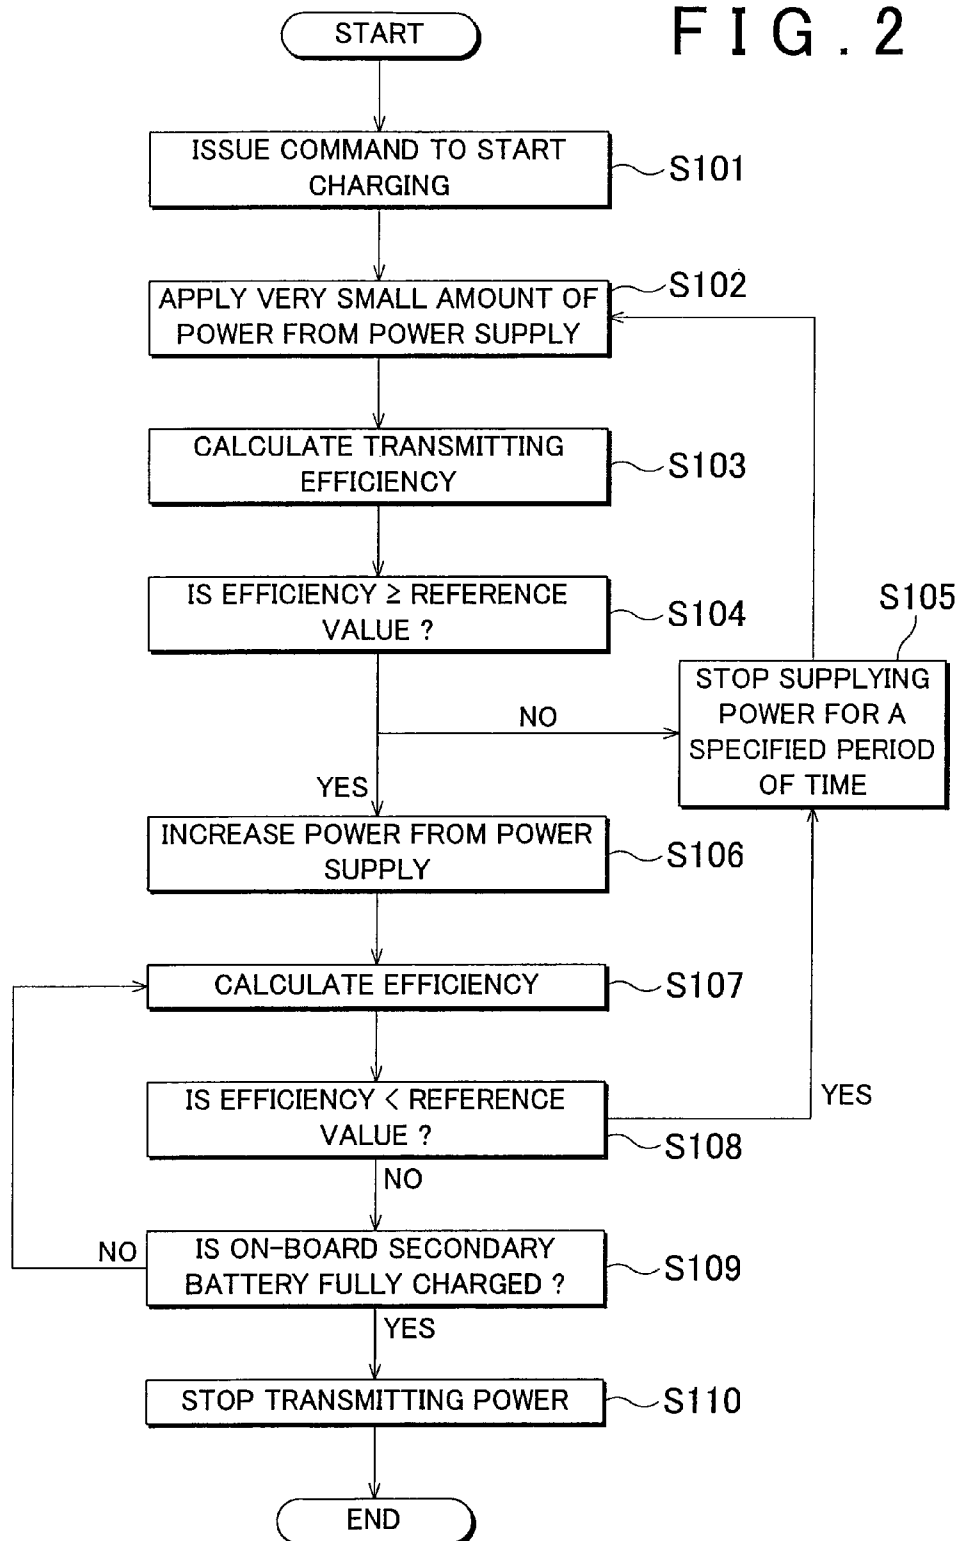 FIG.2
START
ISSUE COMMAND TO START
CHARGING
S101
APPLY VERY SMALL AMOUNT OF
POWER FROM POWER SUPPLY
S102
CALCULATE TRANSMITTING
EFFICIENCY
S103
IS EFFICIENCY ≥ REFERENCE
VALUE ?
S104
S105
STOP SUPPLYING
POWER FOR A
SPECIFIED PERIOD
OF TIME
NO
YES
INCREASE POWER FROM POWER
SUPPLY
S106
CALCULATE EFFICIENCY
S107
IS EFFICIENCY < REFERENCE
VALUE ?
S108
YES
NO
IS ON-BOARD SECONDARY
BATTERY FULLY CHARGED ?
S109
NO
YES
STOP TRANSMITTING POWER
S110
END